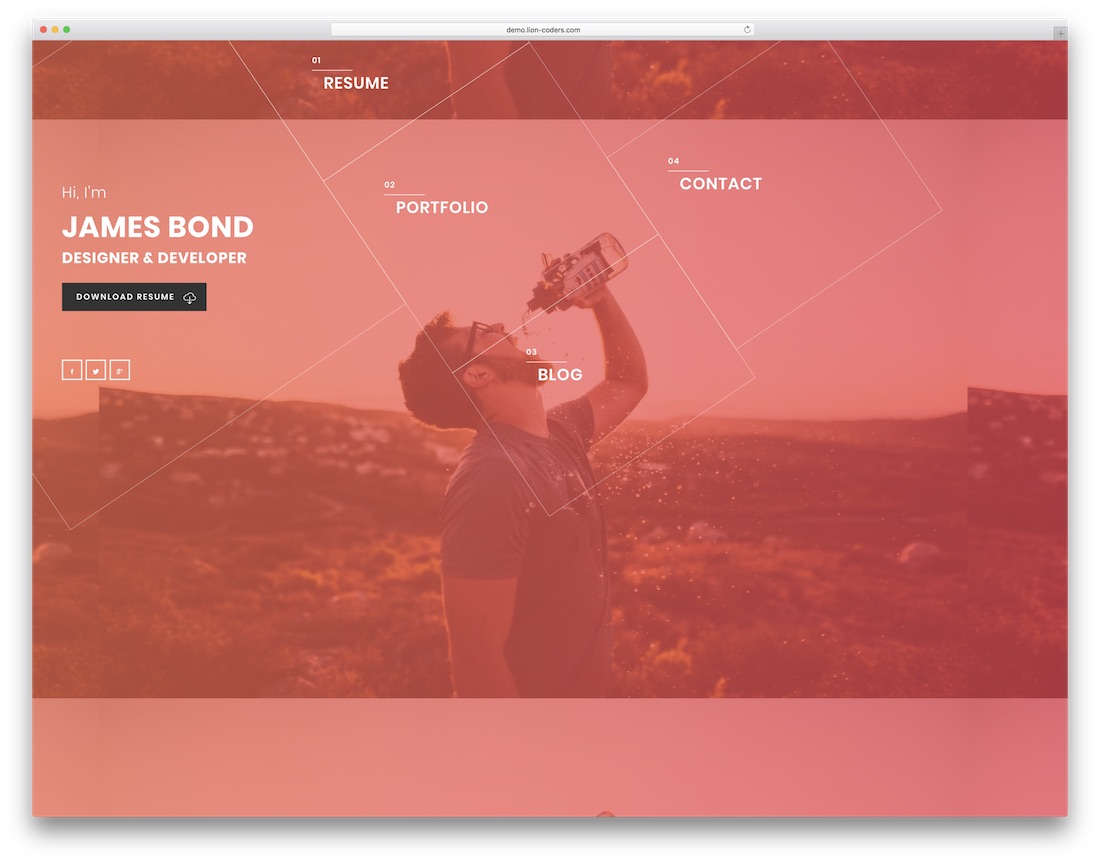 demo.lion-coders.com
01
RESUME
04
CONTACT
02
PORTFOLIO
Hi, I'm
JAMES BOND
DESIGNER & DEVELOPER
DOWNLOAD RESUME
f
g+
03
BLOG